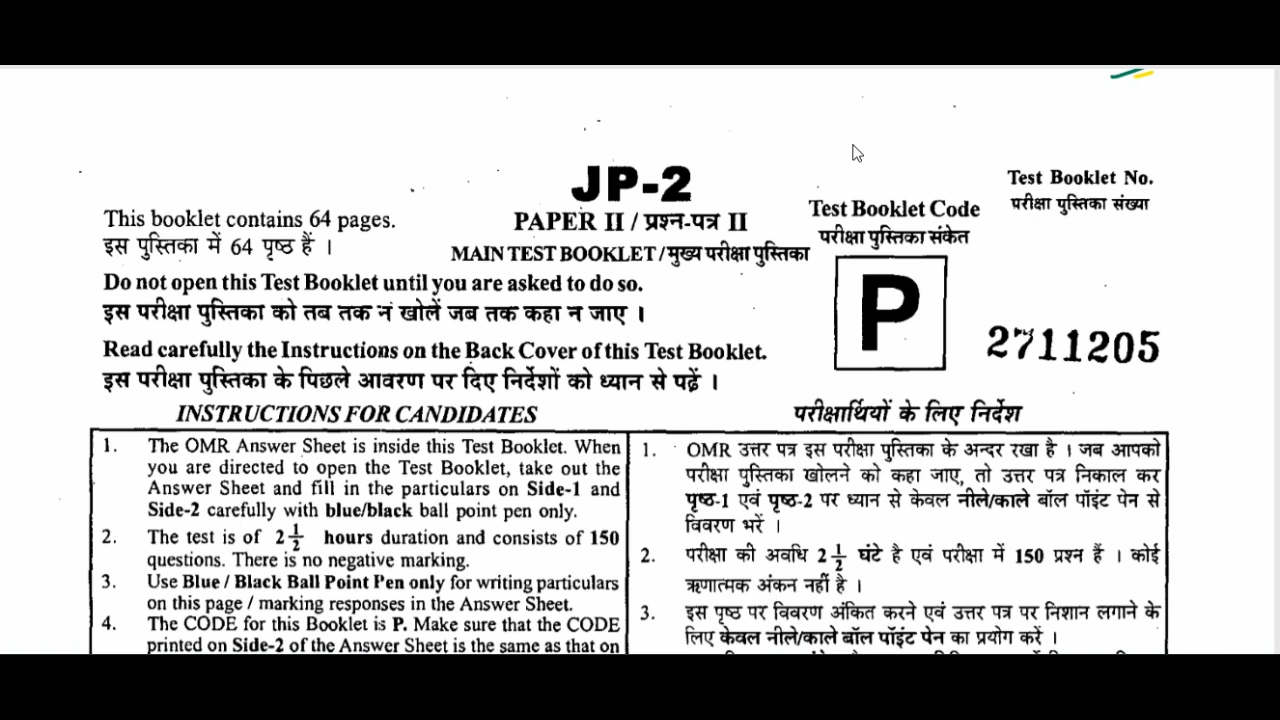 JP-2
This booklet contains 64 pages.
इस पुस्तिका में 64 पृष्ठ हैं ।
PAPER II / प्रश्न-पत्र II
MAIN TEST BOOKLET / मुख्य परीक्षा पुस्तिका
Test Booklet Code
परीक्षा पुस्तिका संकेत
P
Test Booklet No.
परीक्षा पुस्तिका संख्या
2711205
Do not open this Test Booklet until you are asked to do so.
इस परीक्षा पुस्तिका को तब तक न खोलें जब तक कहा न जाए ।
Read carefully the Instructions on the Back Cover of this Test Booklet.
इस परीक्षा पुस्तिका के पिछले आवरण पर दिए निर्देशों को ध्यान से पढ़ें ।
INSTRUCTIONS FOR CANDIDATES
1. The OMR Answer Sheet is inside this Test Booklet. When
you are directed to open the Test Booklet, take out the
Answer Sheet and fill in the particulars on Side-1 and
Side-2 carefully with blue/black ball point pen only.
2. The test is of 2½ hours duration and consists of 150
questions. There is no negative marking.
3. Use Blue / Black Ball Point Pen only for writing particulars
on this page / marking responses in the Answer Sheet.
4. The CODE for this Booklet is P. Make sure that the CODE
printed on Side-2 of the Answer Sheet is the same as that on
परीक्षार्थियों के लिए निर्देश
1. OMR उत्तर पत्र इस परीक्षा पुस्तिका के अन्दर रखा है । जब आपको
परीक्षा पुस्तिका खोलने को कहा जाए, तो उत्तर पत्र निकाल कर
पृष्ठ-1 एवं पृष्ठ-2 पर ध्यान से केवल नीले/काले बॉल पॉइंट पेन से
विवरण भरें ।
2. परीक्षा की अवधि 2½ घंटे है एवं परीक्षा में 150 प्रश्न हैं । कोई
ऋणात्मक अंकन नहीं है ।
3. इस पृष्ठ पर विवरण अंकित करने एवं उत्तर पत्र पर निशान लगाने के
लिए केवल नीले/काले बॉल पॉइंट पेन का प्रयोग करें ।